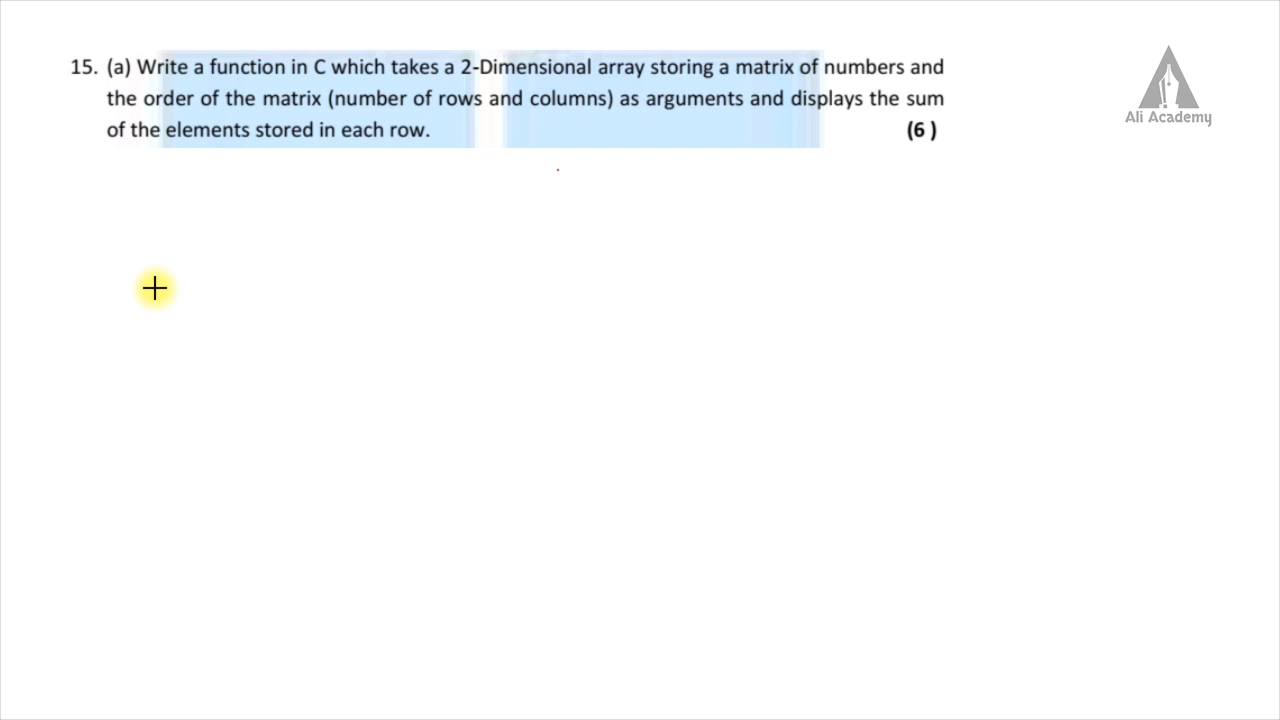 15. (a) Write a function in C which takes a 2-Dimensional array storing a matrix of numbers and
the order of the matrix (number of rows and columns) as arguments and displays the sum
of the elements stored in each row. (6 )
Ali Academy